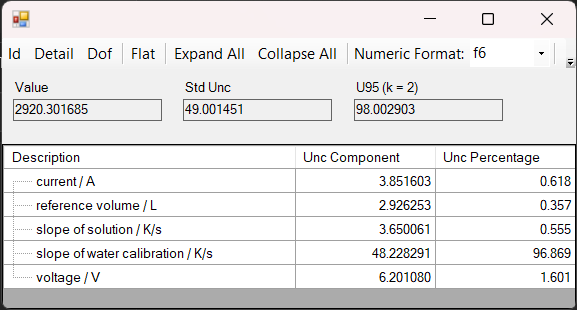 Id Detail Dof Flat Expand All Collapse All Numeric Format: f6
Value Std Unc U95 (k = 2)
2920.301685 49.001451 98.002903
Description Unc Component Unc Percentage
current / A 3.851603 0.618
reference volume / L 2.926253 0.357
slope of solution / K/s 3.650061 0.555
slope of water calibration / K/s 48.228291 96.869
voltage / V 6.201080 1.601